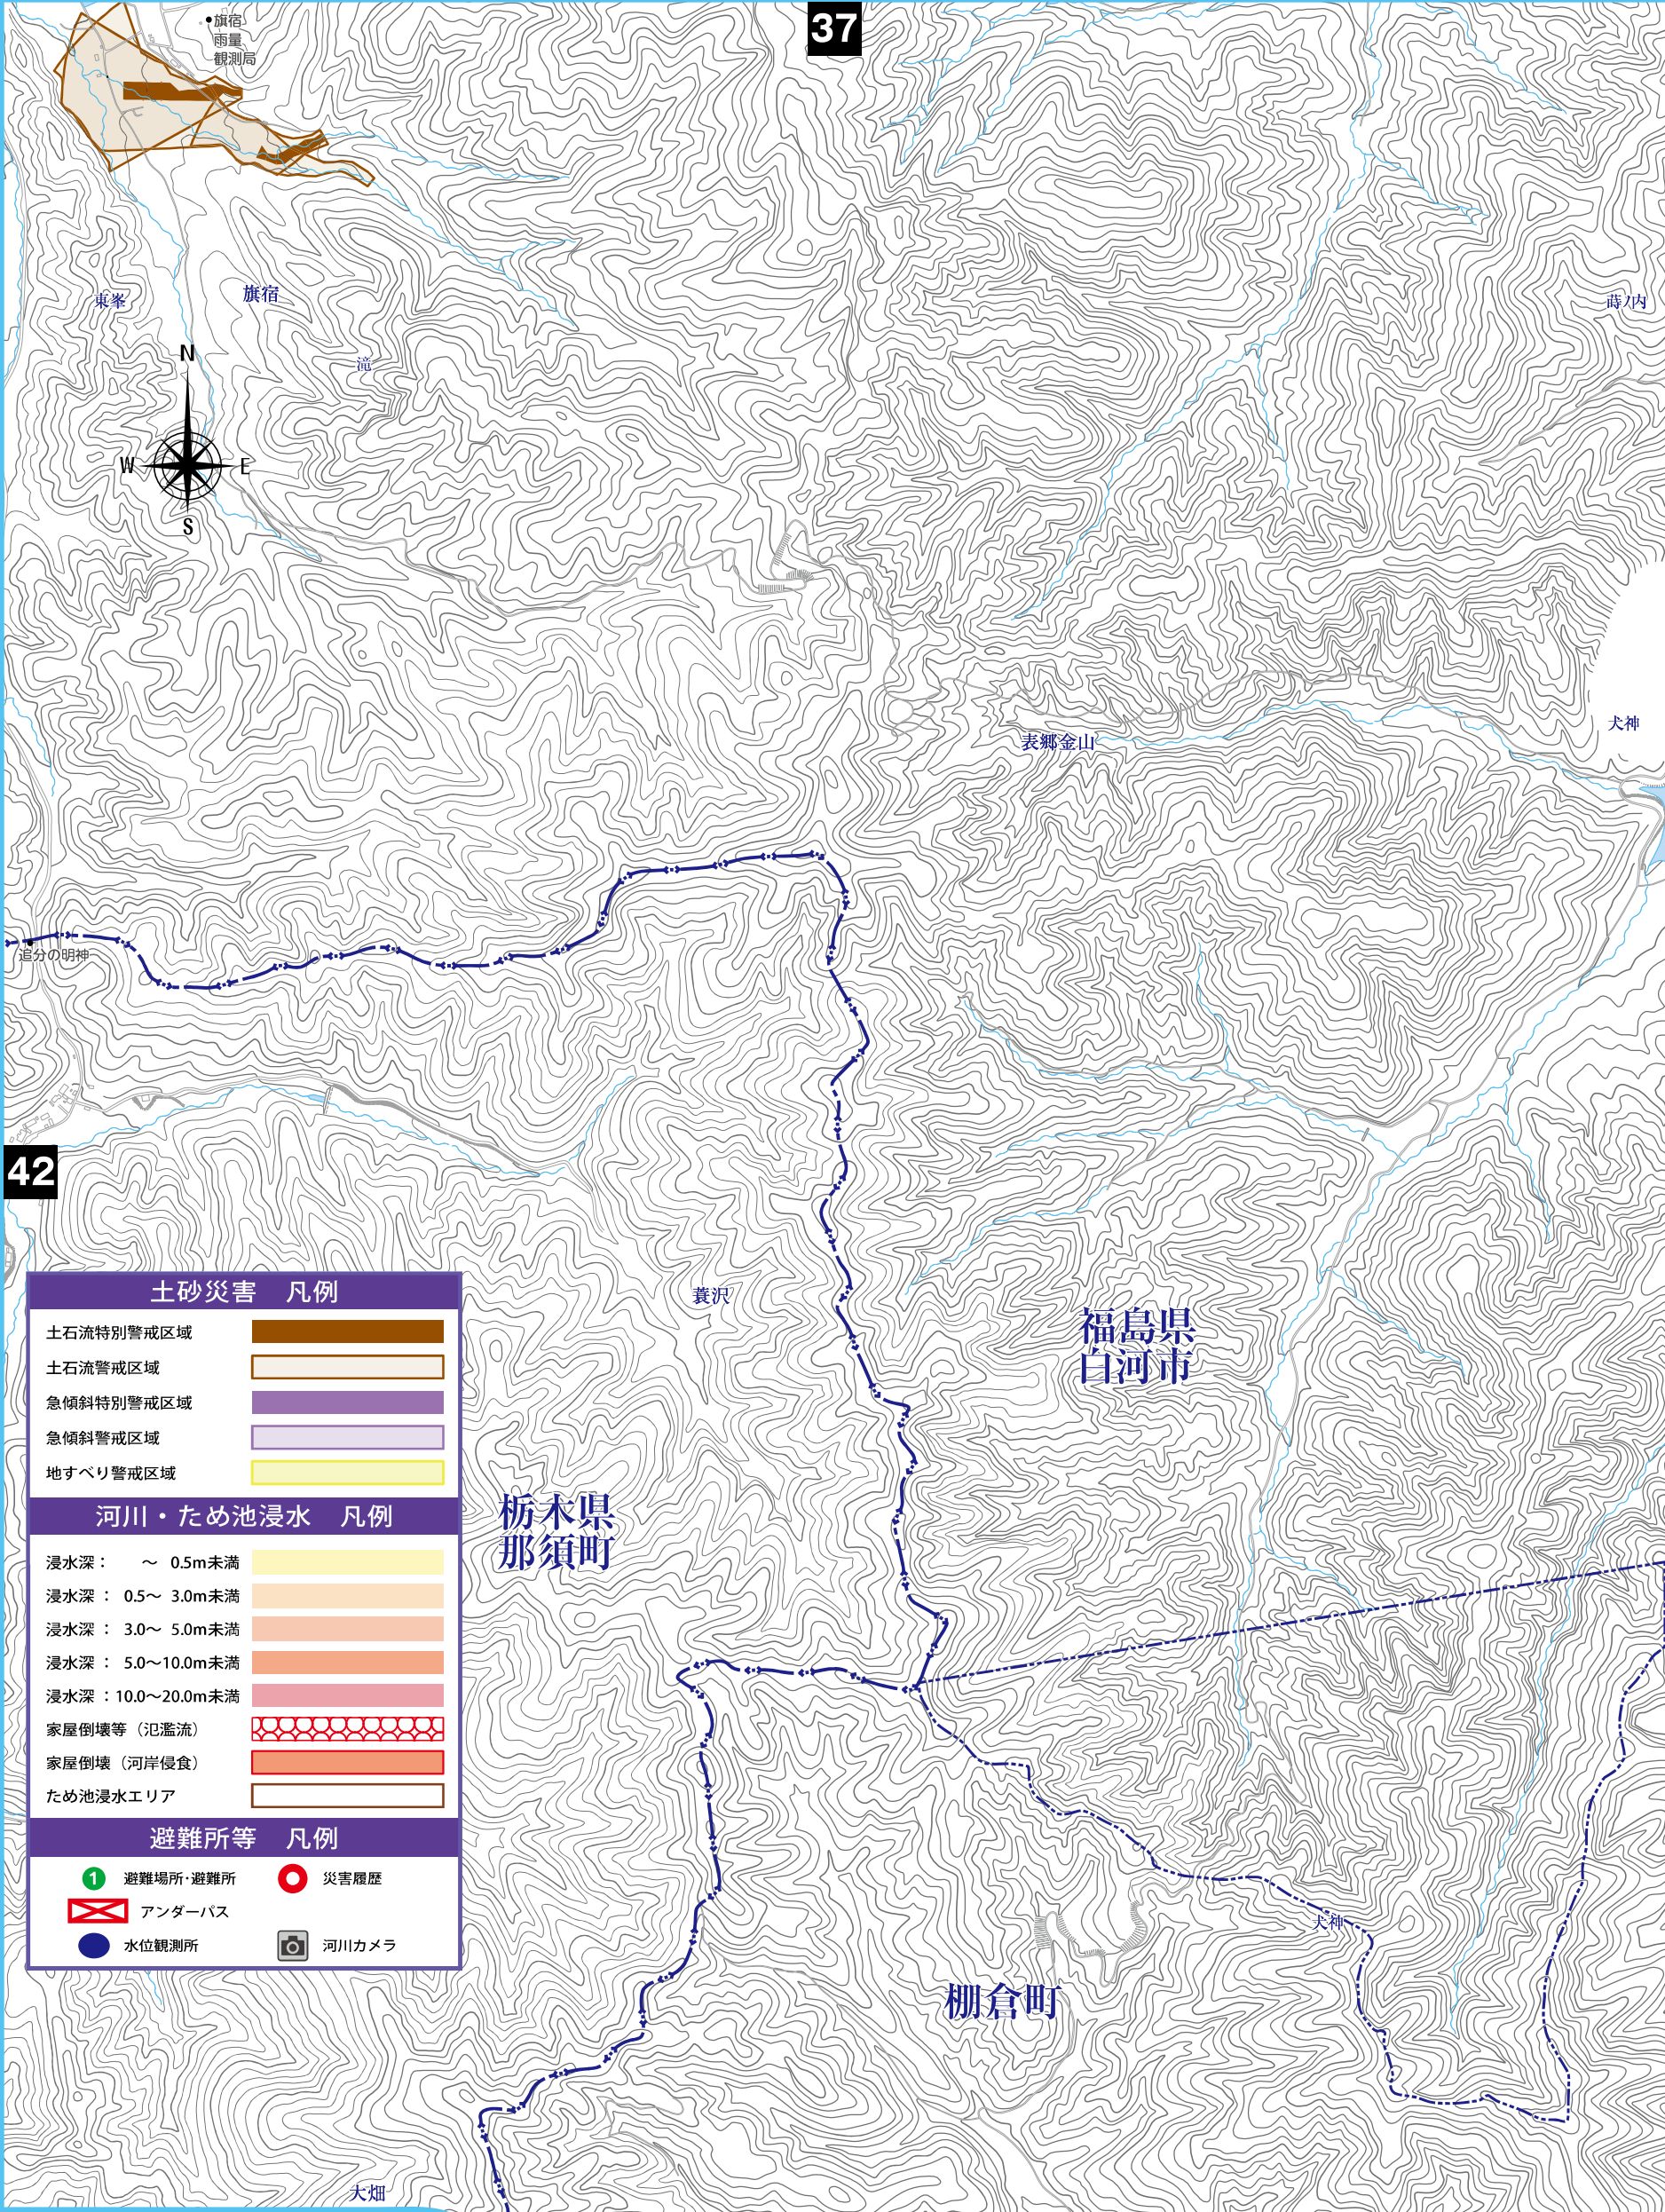 37
旗宿
雨量
観測局
東峯
旗宿
蒔ノ内
滝
N
W
E
S
犬神
表郷金山
追分の明神
42
蓑沢
福島県
白河市
栃木県
那須町
犬神
棚倉町
大畑
土砂災害 凡例
土石流特別警戒区域
土石流警戒区域
急傾斜特別警戒区域
急傾斜警戒区域
地すべり警戒区域
河川・ため池浸水 凡例
浸水深： ～ 0.5m未満
浸水深： 0.5～ 3.0m未満
浸水深： 3.0～ 5.0m未満
浸水深： 5.0～10.0m未満
浸水深：10.0～20.0m未満
家屋倒壊等（氾濫流）
家屋倒壊（河岸侵食）
ため池浸水エリア
避難所等 凡例
1 避難場所･避難所 災害履歴
アンダーパス
水位観測所 河川カメラ